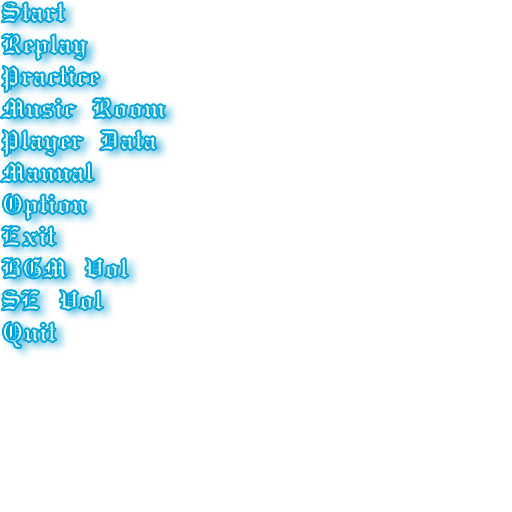 Start
Replay
Practice
Music Room
Player Data
Manual
Option
Exit
BGM Vol
SE Vol
Quit